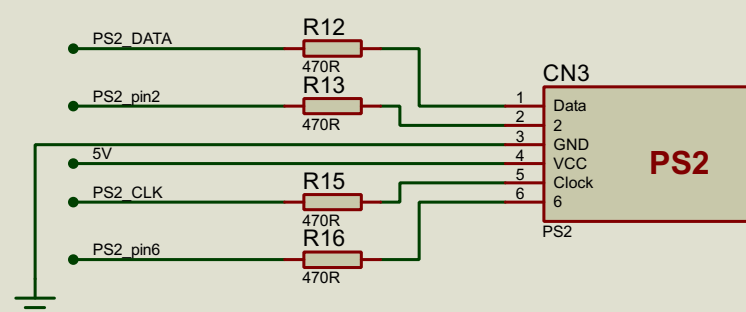 R12
PS2_DATA
470R
CN3
R13
PS2_pin2
470R
1 Data
2 2
3 GND
5V
4 VCC
PS2
R15
PS2_CLK
5 Clock
470R
6 6
R16
PS2
PS2_pin6
470R